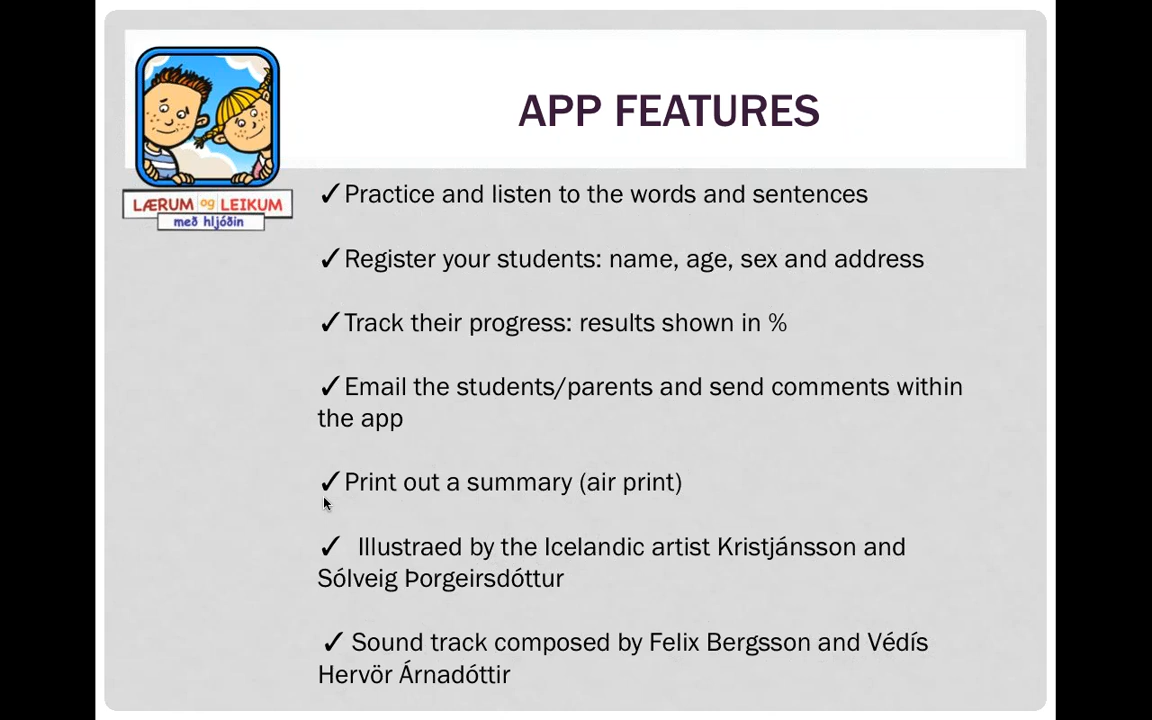 APP FEATURES
LÆRUM og LEIKUM
með hljóðin
✓Practice and listen to the words and sentences
✓Register your students: name, age, sex and address
✓Track their progress: results shown in %
✓Email the students/parents and send comments within
the app
✓Print out a summary (air print)
✓ Illustraed by the Icelandic artist Kristjánsson and
Sólveig Þorgeirsdóttur
✓Sound track composed by Felix Bergsson and Védís
Hervör Árnadóttir